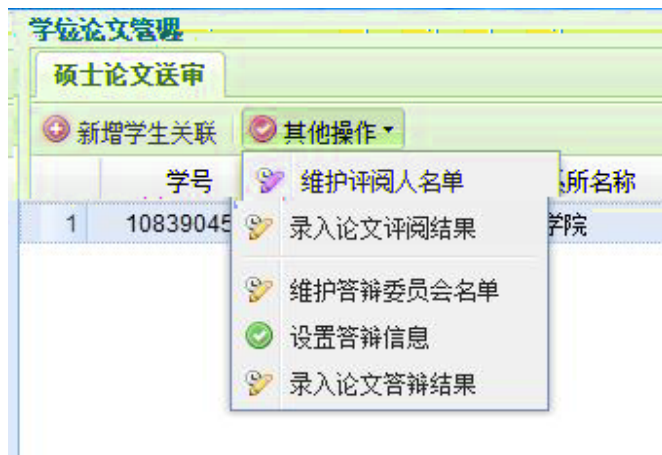 学位论文管理
硕士论文送审
新增学生关联 其他操作
学号 所名称
1 10839045 学院
维护评阅人名单
录入论文评阅结果
维护答辩委员会名单
设置答辩信息
录入论文答辩结果